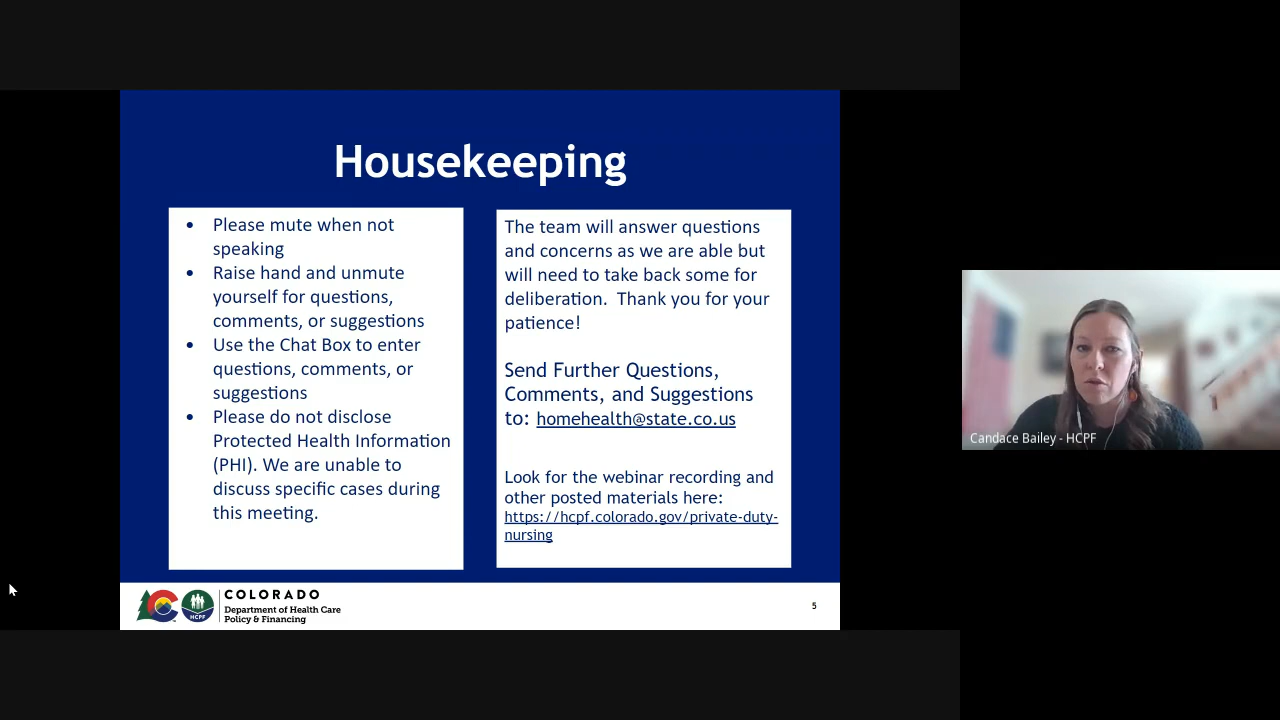 Housekeeping
• Please mute when not
speaking
• Raise hand and unmute
yourself for questions,
comments, or suggestions
• Use the Chat Box to enter
questions, comments, or
suggestions
• Please do not disclose
Protected Health Information
(PHI). We are unable to
discuss specific cases during
this meeting.
The team will answer questions
and concerns as we are able but
will need to take back some for
deliberation.  Thank you for your
patience!
Send Further Questions,
Comments, and Suggestions
to: homehealth@state.co.us
Look for the webinar recording and
other posted materials here:
https://hcpf.colorado.gov/private-duty-
nursing
HCPF
COLORADO
Department of Health Care
Policy & Financing
5
Candace Bailey - HCPF